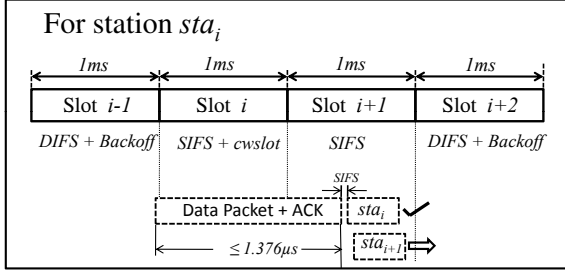 For station sta_i
1ms 1ms 1ms 1ms
Slot i-1 Slot i Slot i+1 Slot i+2
DIFS + Backoff SIFS + cwslot SIFS DIFS + Backoff
SIFS
Data Packet + ACK sta_i
≤ 1.376μs sta_{i+1}